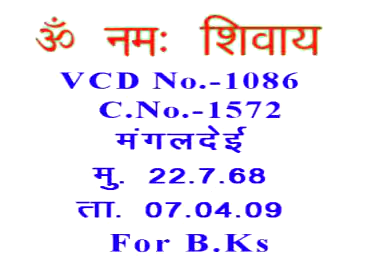 ॐ नमः शिवाय
VCD No.-1086
C.No.-1572
मंगलदेई
मु. 22.7.68
ता. 07.04.09
For B.Ks